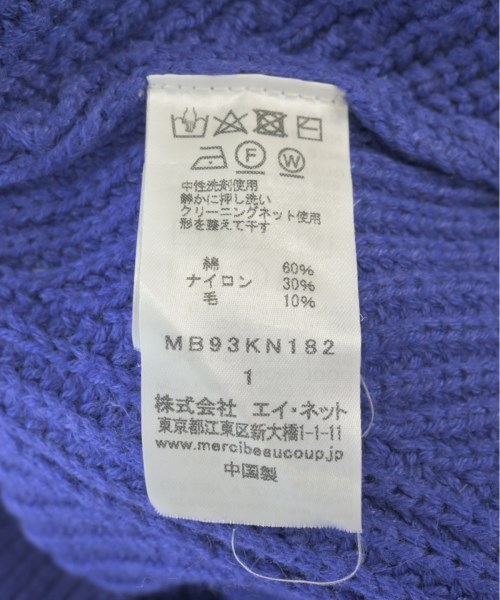 F W
中性洗剤使用
静かに押し洗い
クリーニングネット使用
形を整えて干す
綿 60%
ナイロン 30%
毛 10%
MB93KN182
1
株式会社 エイ・ネット
東京都江東区新大橋1-1-11
www.mercibeaucoup.jp
中国製